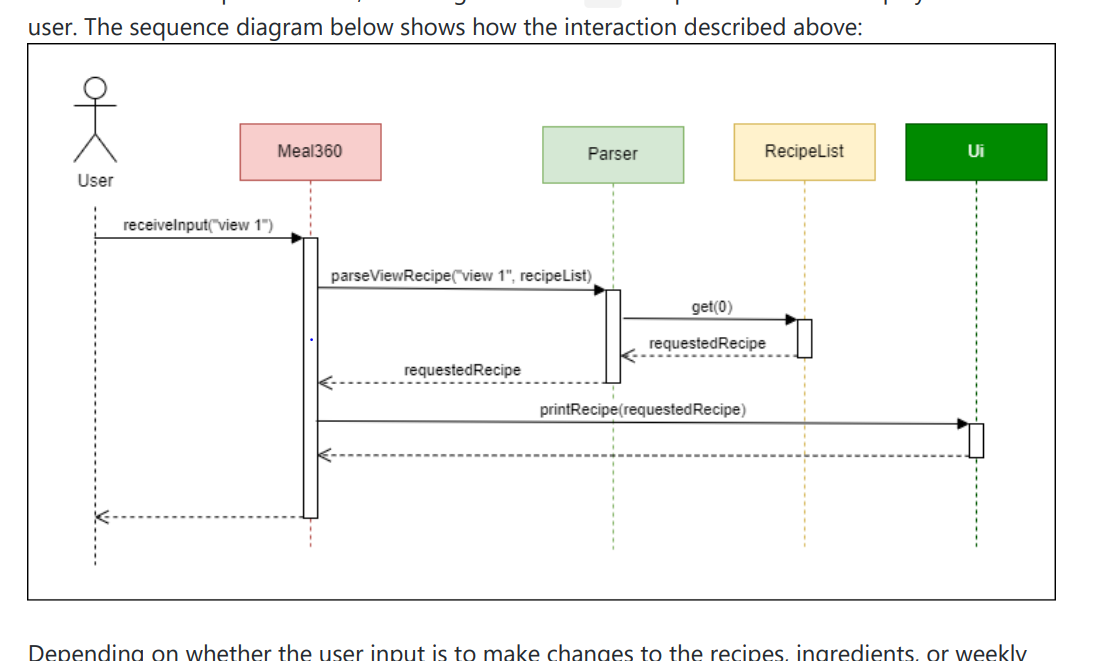 user. The sequence diagram below shows how the interaction described above:
User
Meal360
Parser
RecipeList
Ui
receiveInput("view 1")
parseViewRecipe("view 1", recipeList)
get(0)
requestedRecipe
requestedRecipe
printRecipe(requestedRecipe)
Depending on whether the user input is to make changes to the recipes, ingredients, or weekly